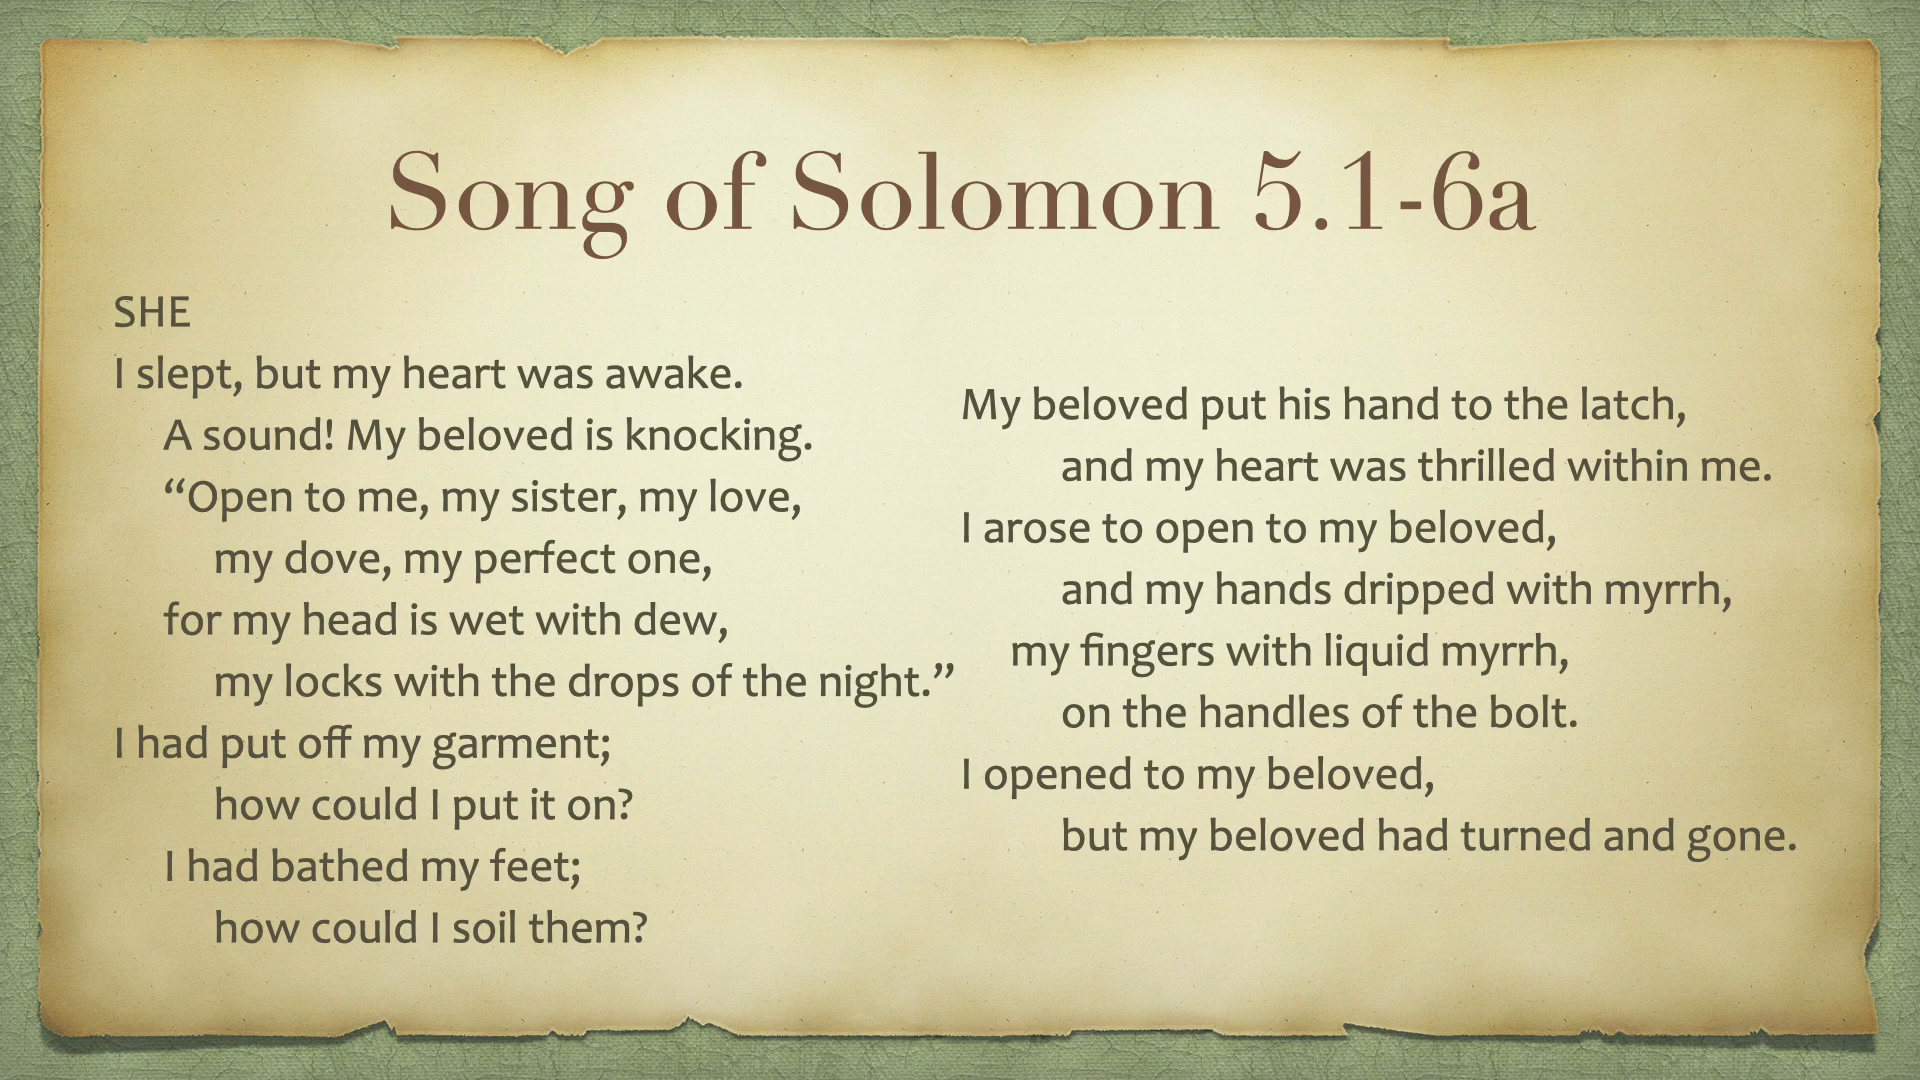 Song of Solomon 5.1-6a
SHE
I slept, but my heart was awake.
A sound! My beloved is knocking.
“Open to me, my sister, my love,
my dove, my perfect one,
for my head is wet with dew,
my locks with the drops of the night.”
I had put off my garment;
how could I put it on?
I had bathed my feet;
how could I soil them?
My beloved put his hand to the latch,
and my heart was thrilled within me.
I arose to open to my beloved,
and my hands dripped with myrrh,
my fingers with liquid myrrh,
on the handles of the bolt.
I opened to my beloved,
but my beloved had turned and gone.